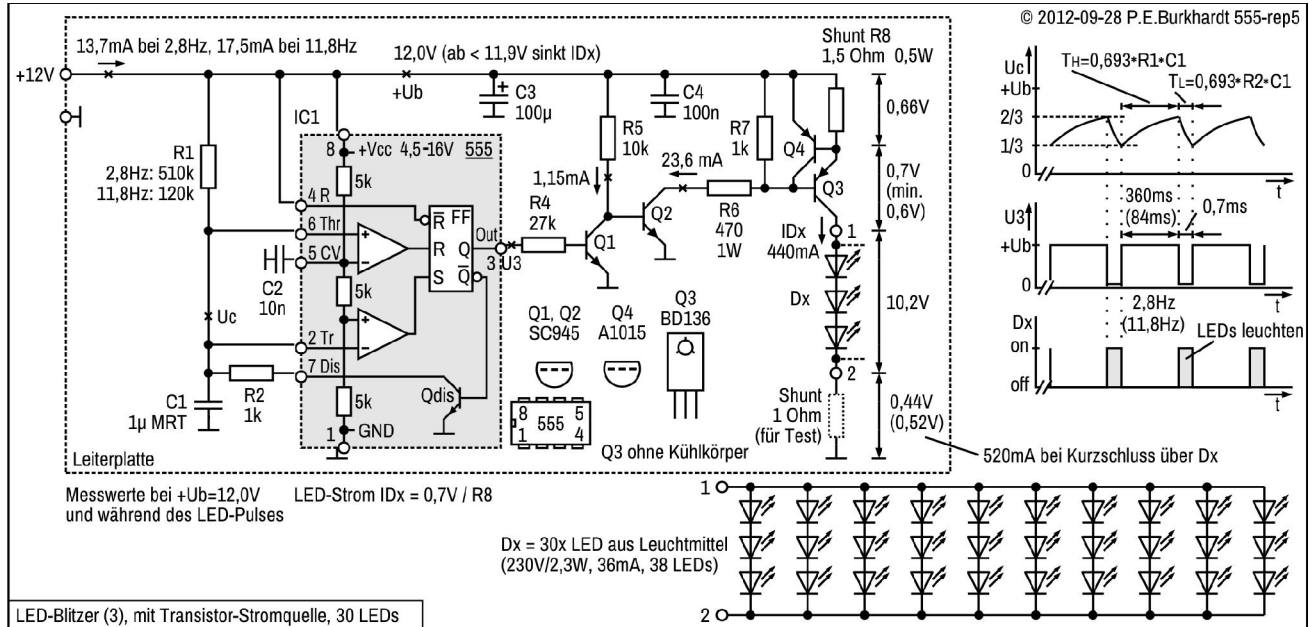 © 2012-09-28 P.E.Burkhardt 555-rep5
13,7mA bei 2,8Hz, 17,5mA bei 11,8Hz
12,0V (ab < 11,9V sinkt IDx)
Shunt R8
1,5 Ohm 0,5W
+12V
+Ub
C3
100µ
C4
100n
R5
10k
R7
1k
Q4
0,66V
IC1
8
+Vcc 4,5-16V 555
R1
2,8Hz: 510k
11,8Hz: 120k
5k
4 R
6 Thr
5 CV
C2
10n
R FF
R Q
S Q
Out
3 U3
1,15mA
R4
27k
Q1
23,6 mA
Q2
R6
470
1W
Q3
0,7V
(min.
0,6V)
IDx
440mA
1
Dx
10,2V
5k
Uc
2 Tr
7 Dis
R2
1k
C1
1µ MRT
Qdis
5k
1
GND
Q1, Q2
SC945
Q4
A1015
Q3
BD136
8 5
555
1 4
2
Shunt
1 Ohm
(für Test)
0,44V
(0,52V)
Q3 ohne Kühlkörper
Leiterplatte
520mA bei Kurzschluss über Dx
Uc
+Ub
2/3
1/3
0
TH=0,693*R1*C1
TL=0,693*R2*C1
t
360ms
(84ms)
0,7ms
U3
+Ub
0
t
2,8Hz
(11,8Hz)
Dx
on
off
LEDs leuchten
t
Messwerte bei +Ub=12,0V
und während des LED-Pulses
LED-Strom IDx = 0,7V / R8
1
Dx = 30x LED aus Leuchtmittel
(230V/2,3W, 36mA, 38 LEDs)
2
LED-Blitzer (3), mit Transistor-Stromquelle, 30 LEDs